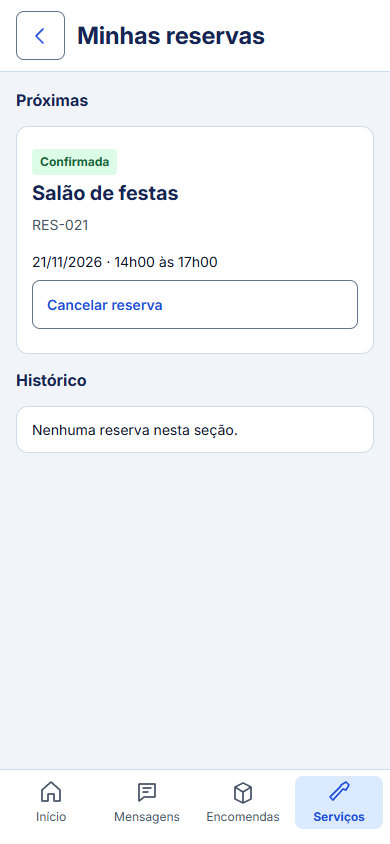 Minhas reservas
Próximas
Confirmada
Salão de festas
RES-021
21/11/2026 · 14h00 às 17h00
Cancelar reserva
Histórico
Nenhuma reserva nesta seção.
Início
Mensagens
Encomendas
Serviços